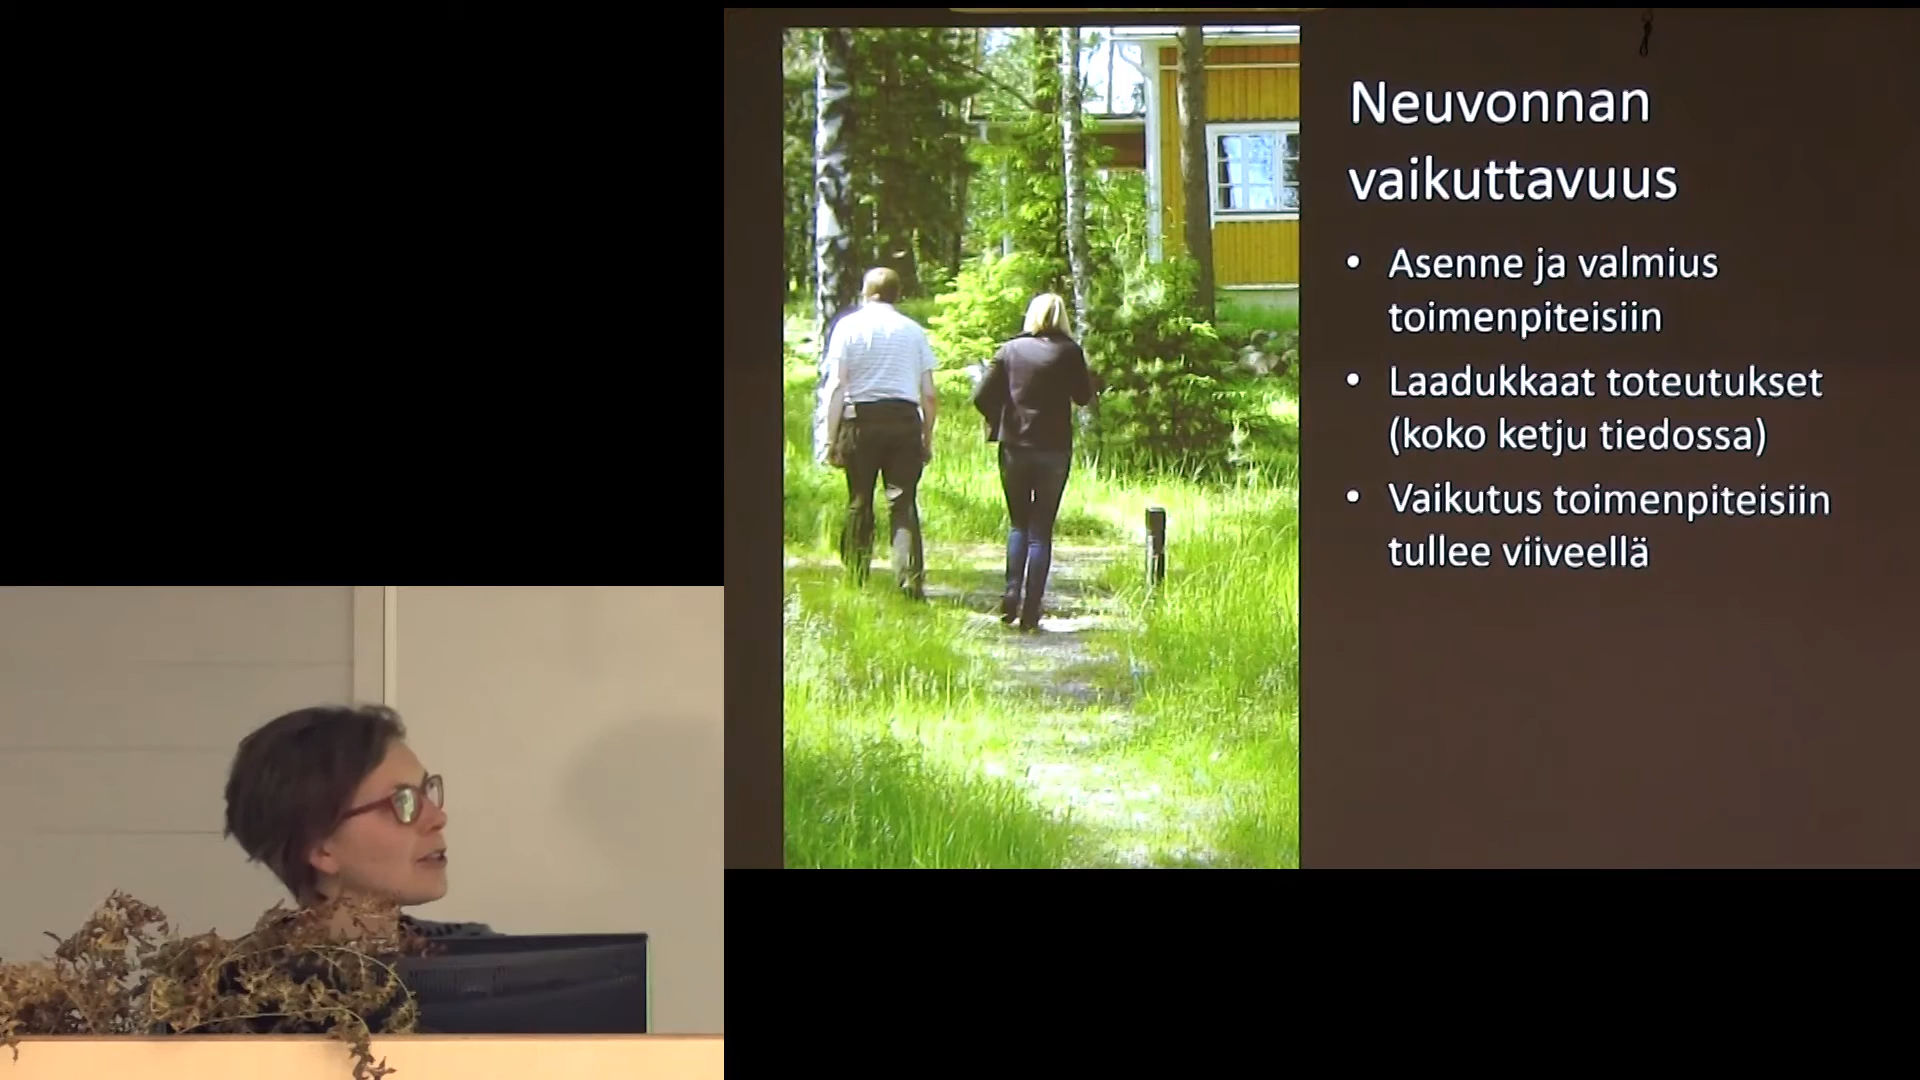 Neuvonnan
vaikuttavuus
• Asenne ja valmius
toimenpiteisiin
• Laadukkaat toteutukset
(koko ketju tiedossa)
• Vaikutus toimenpiteisiin
tullee viiveellä